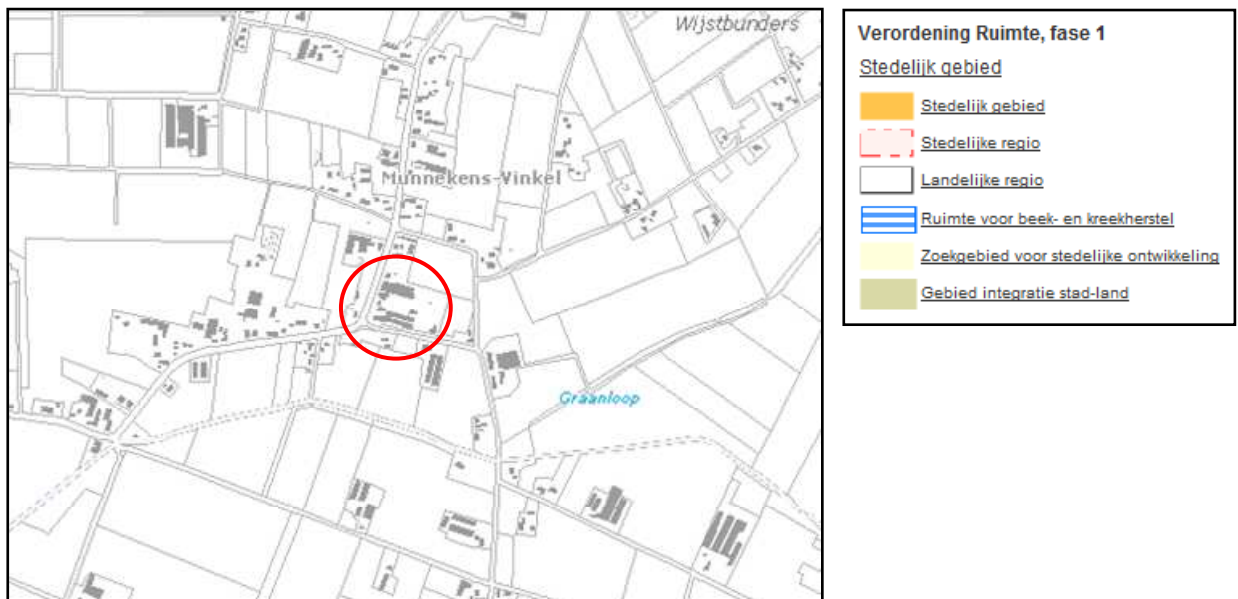 Wijstbunders
Munnekens-Vinkel
Graanloop
Verordening Ruimte, fase 1
Stedelijk gebied
Stedelijk gebied
Stedelijke regio
Landelijke regio
Ruimte voor beek- en kreekherstel
Zoekgebied voor stedelijke ontwikkeling
Gebied integratie stad-land